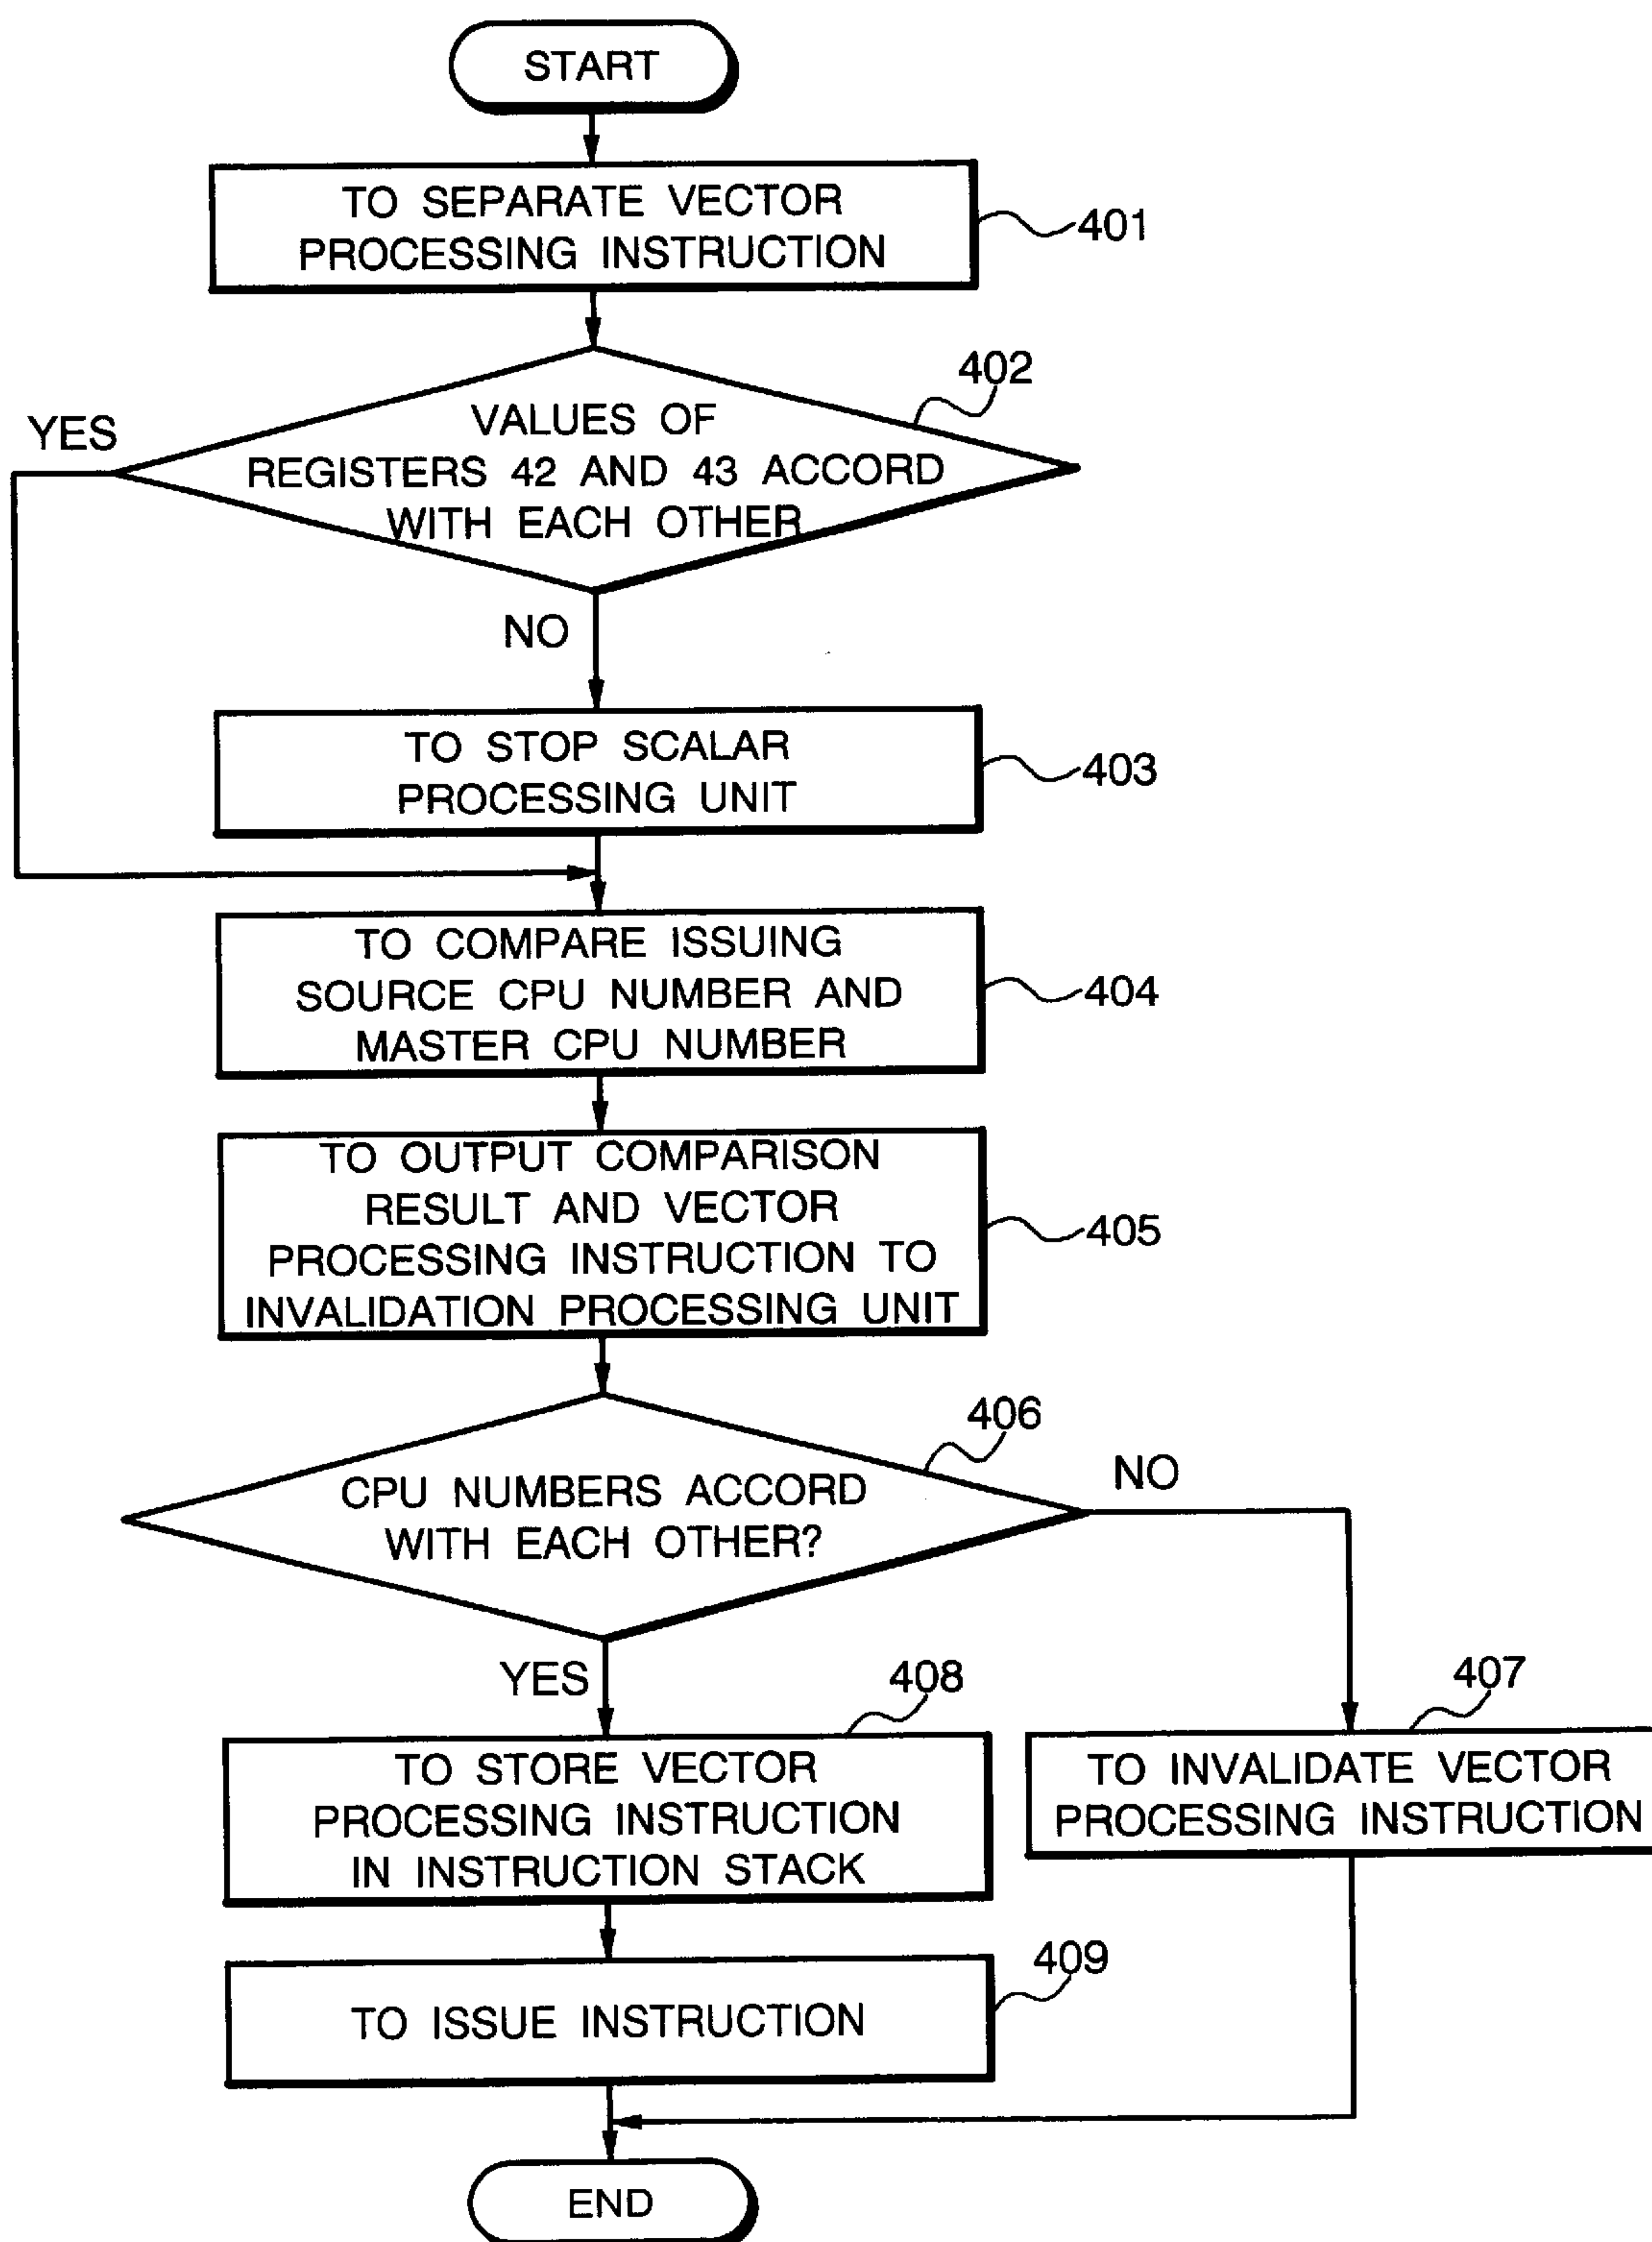 START
TO SEPARATE VECTOR
PROCESSING INSTRUCTION
401
402
YES
VALUES OF
REGISTERS 42 AND 43 ACCORD
WITH EACH OTHER
NO
TO STOP SCALAR
PROCESSING UNIT
403
TO COMPARE ISSUING
SOURCE CPU NUMBER AND
MASTER CPU NUMBER
404
TO OUTPUT COMPARISON
RESULT AND VECTOR
PROCESSING INSTRUCTION TO
INVALIDATION PROCESSING UNIT
405
406
CPU NUMBERS ACCORD
WITH EACH OTHER?
NO
YES
408
407
TO STORE VECTOR
PROCESSING INSTRUCTION
IN INSTRUCTION STACK
TO INVALIDATE VECTOR
PROCESSING INSTRUCTION
409
TO ISSUE INSTRUCTION
END